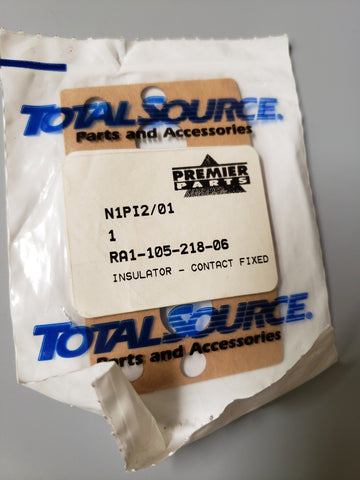 TOTALSOURCE.
Parts and Accessories
PREMIER
PARTS
N1PI2/01
1
RA1-105-218-06
INSULATOR - CONTACT FIXED
TOTALSOURCE.
Parts and Accessories